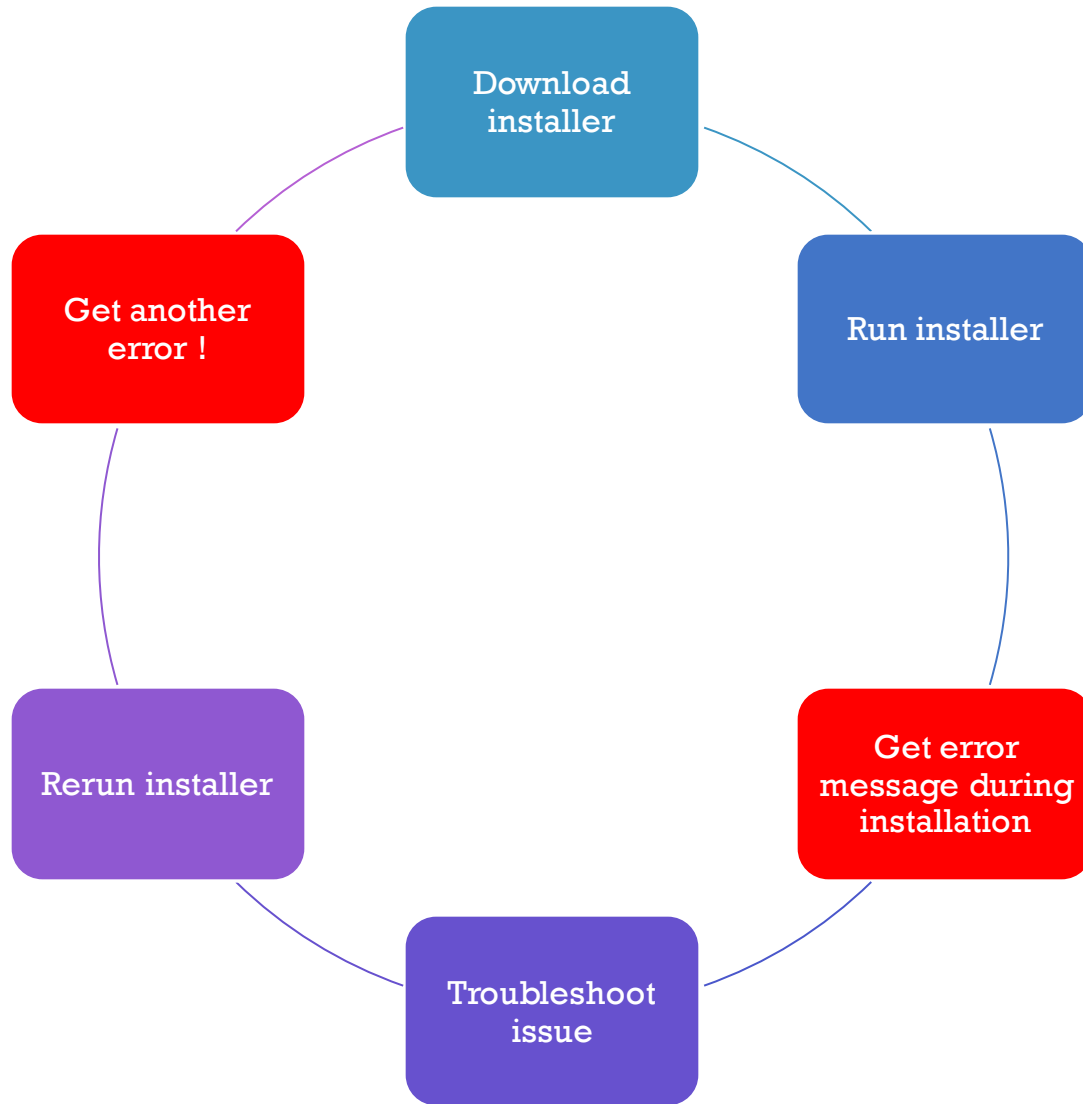 Download
installer
Run installer
Get error
message during
installation
Troubleshoot
issue
Rerun installer
Get another
error !